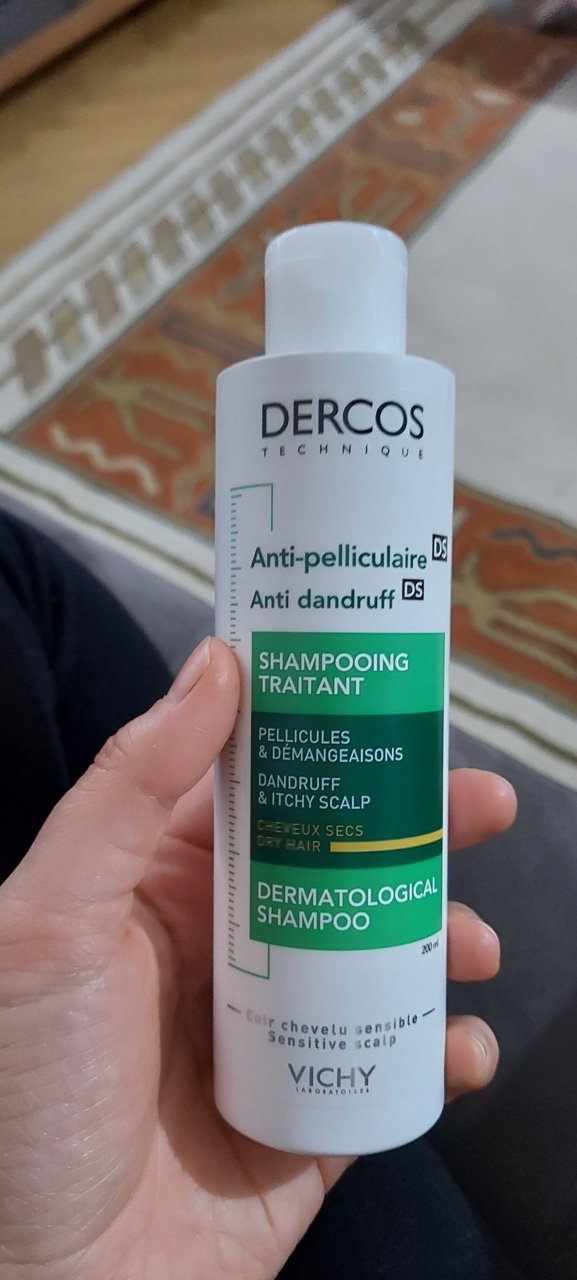 DERCOS
TECHNIQUE
Anti-pelliculaire DS
Anti dandruff DS
SHAMPOOING
TRAITANT
PELLICULES
& DÉMANGEAISONS
DANDRUFF
& ITCHY SCALP
CHEVEUX SECS
DRY HAIR
DERMATOLOGICAL
SHAMPOO
200 ml
Cuir chevelu sensible
Sensitive scalp
VICHY
LABORATOIRES